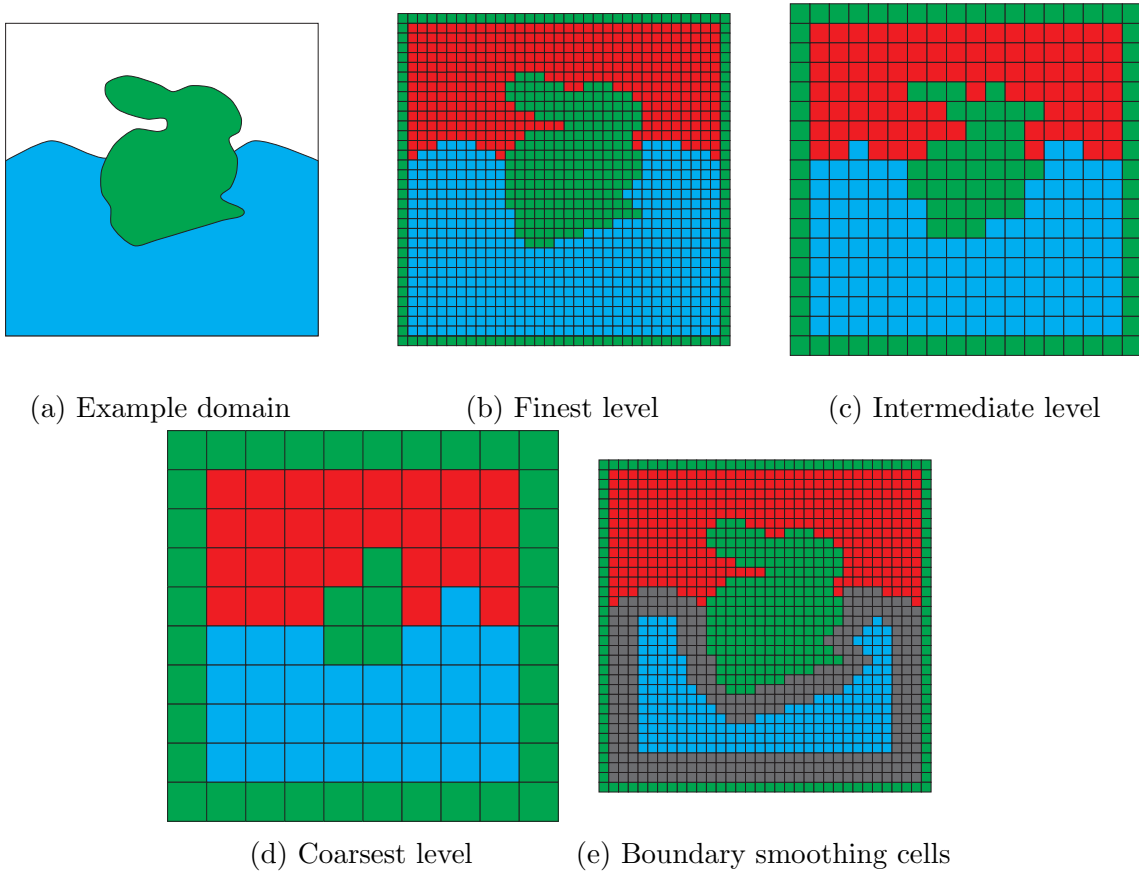 (a) Example domain
(b) Finest level
(c) Intermediate level
(d) Coarsest level
(e) Boundary smoothing cells